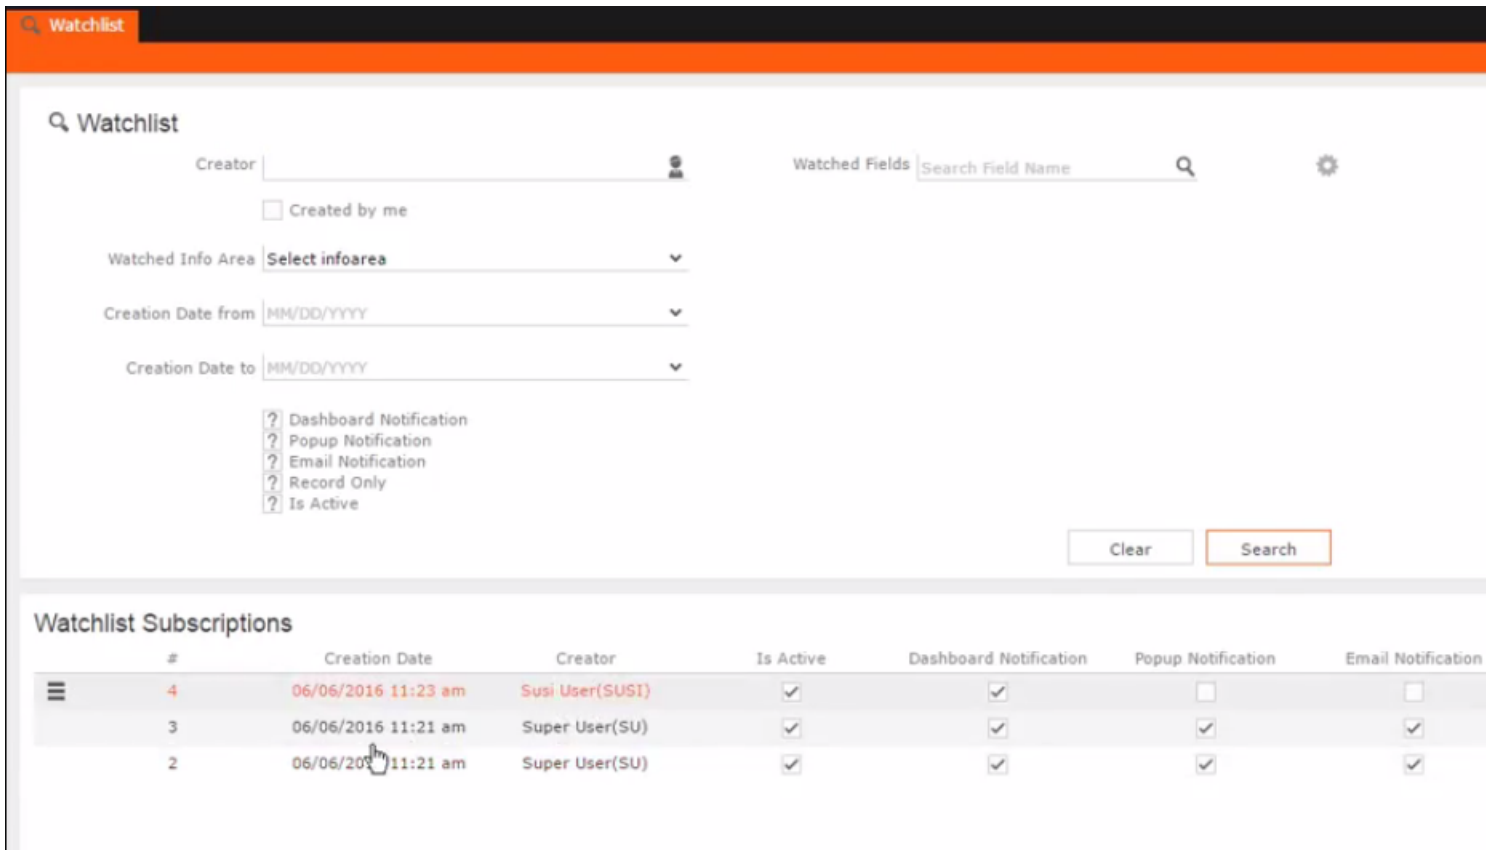 Watchlist
Watchlist
Creator
Watched Fields Search Field Name
Created by me
Watched Info Area Select infoarea
Creation Date from MM/DD/YYYY
Creation Date to MM/DD/YYYY
? Dashboard Notification
? Popup Notification
? Email Notification
? Record Only
? Is Active
Clear Search
Watchlist Subscriptions
# Creation Date Creator Is Active Dashboard Notification Popup Notification Email Notification
4 06/06/2016 11:23 am Susi User(SUSI)
3 06/06/2016 11:21 am Super User(SU)
2 11:21 am Super User(SU)